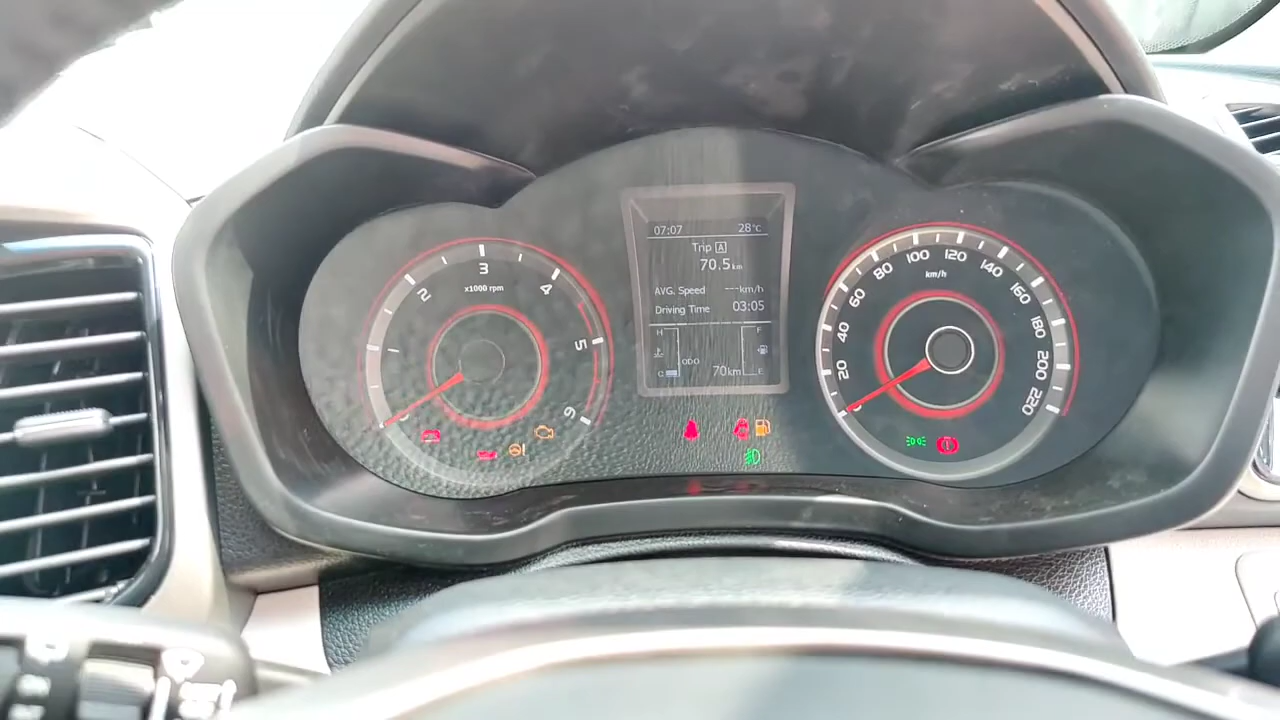 07:07 28°C
Trip A
70.5km
AVG. Speed ---km/h
Driving Time 03:05
H F
ODO
C 70km E
2 3 4 5 6
x1000 rpm
0 20 40 60 80 100 120 140 160 180 200 220
km/h